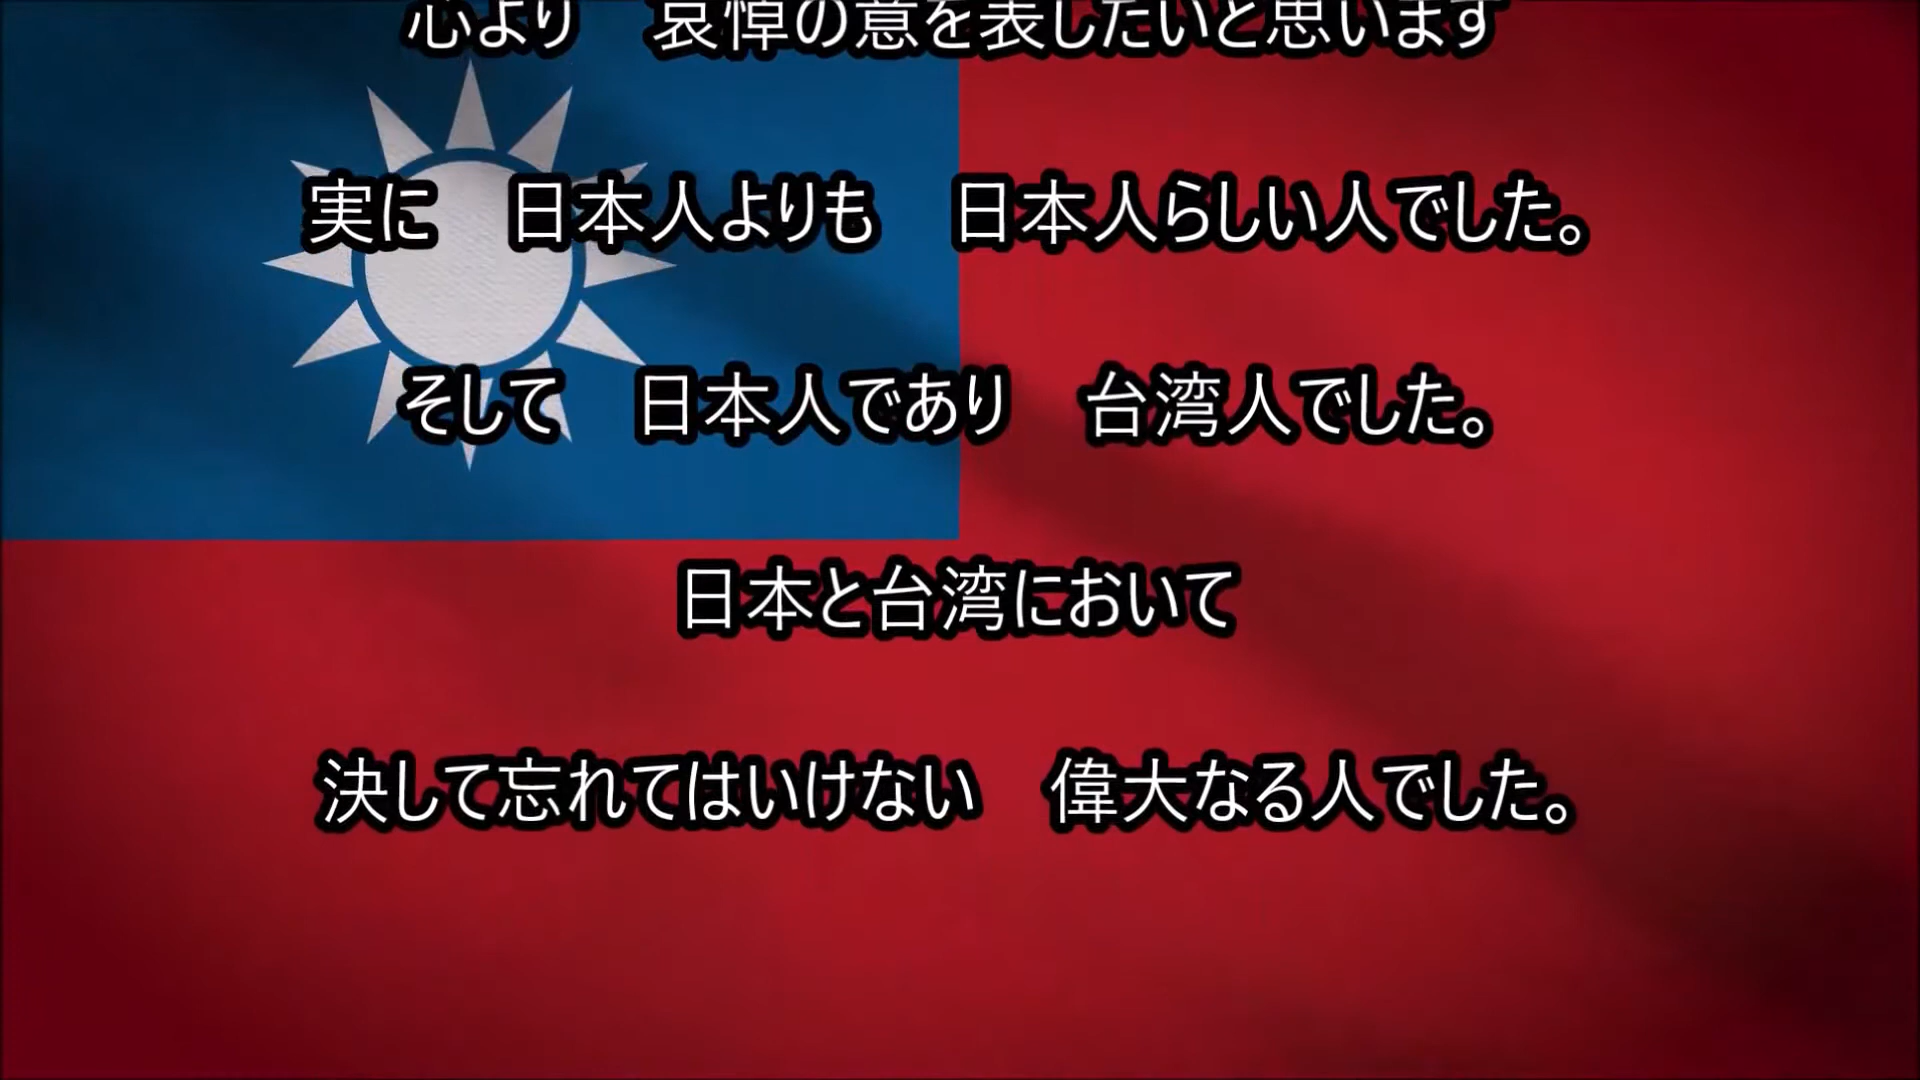 心より　哀悼の意を表したいと思います
実に　日本人よりも　日本人らしい人でした。
そして　日本人であり　台湾人でした。
日本と台湾において
決して忘れてはいけない　偉大なる人でした。